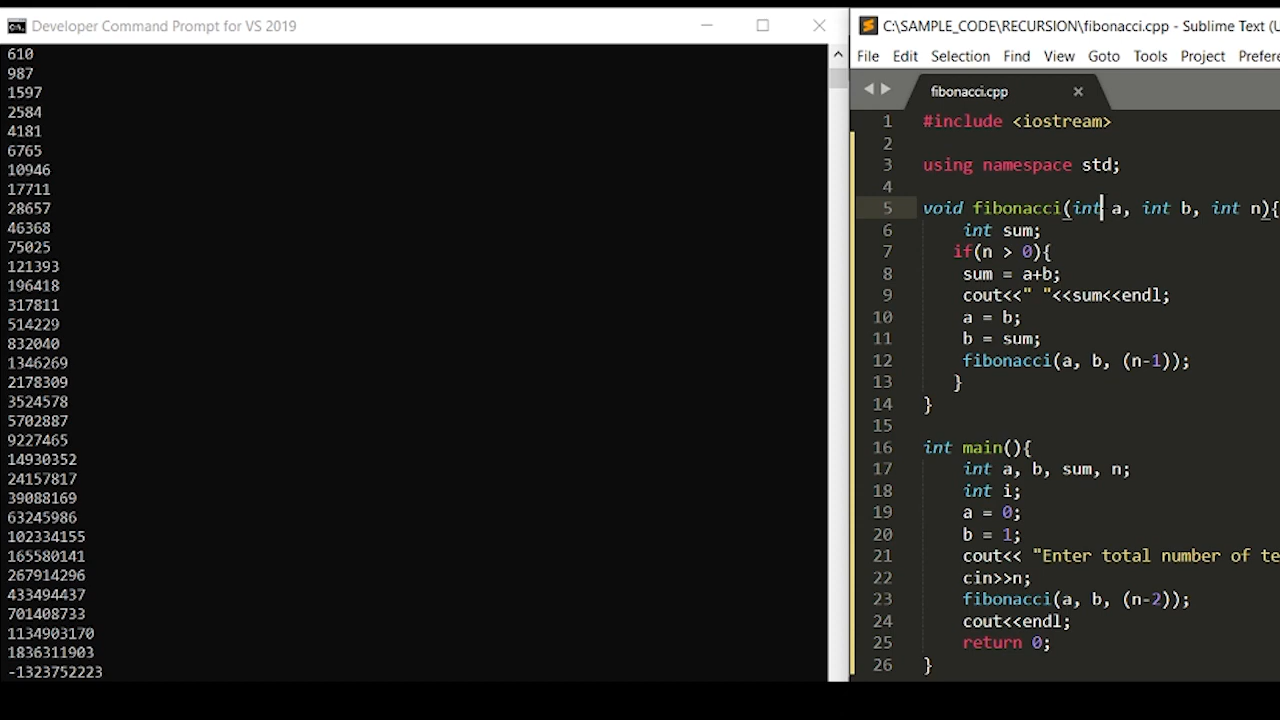 Developer Command Prompt for VS 2019
610
987
1597
2584
4181
6765
10946
17711
28657
46368
75025
121393
196418
317811
514229
832040
1346269
2178309
3524578
5702887
9227465
14930352
24157817
39088169
63245986
102334155
165580141
267914296
433494437
701408733
1134903170
1836311903
-1323752223
C:\SAMPLE_CODE\RECURSION\fibonacci.cpp - Sublime Text (U
File Edit Selection Find View Goto Tools Project Prefere
fibonacci.cpp
1 #include <iostream>
2
3 using namespace std;
4
5 void fibonacci(int a, int b, int n){
6 int sum;
7 if(n > 0){
8 sum = a+b;
9 cout<<" "<<sum<<endl;
10 a = b;
11 b = sum;
12 fibonacci(a, b, (n-1));
13 }
14 }
15
16 int main(){
17 int a, b, sum, n;
18 int i;
19 a = 0;
20 b = 1;
21 cout<< "Enter total number of te
22 cin>>n;
23 fibonacci(a, b, (n-2));
24 cout<<endl;
25 return 0;
26 }